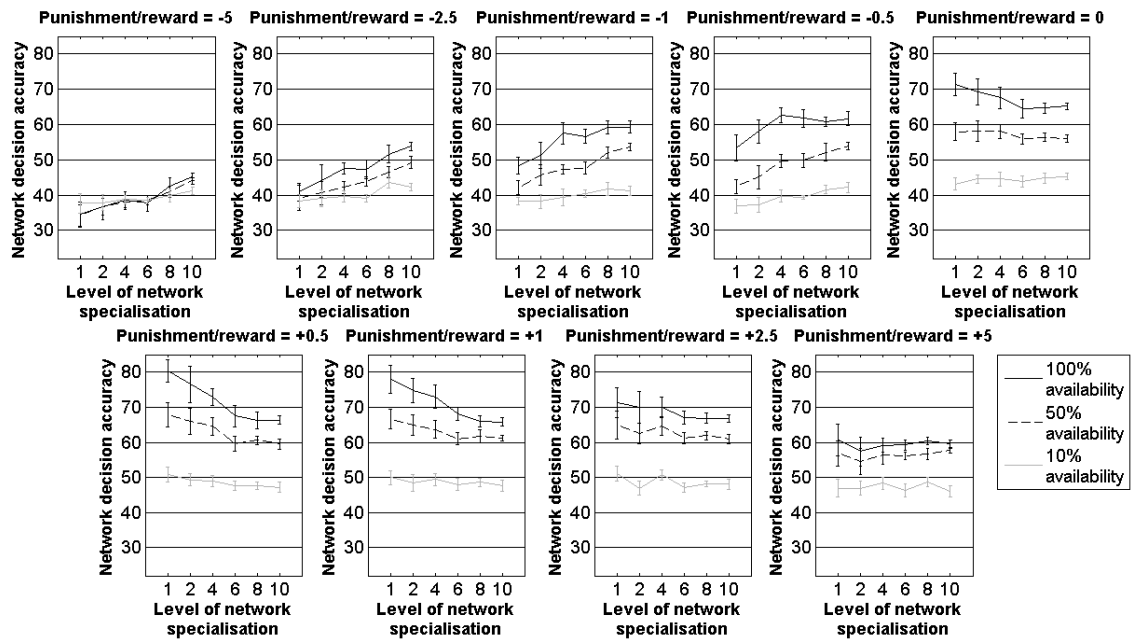 Punishment/reward = -5
Punishment/reward = -2.5
Punishment/reward = -1
Punishment/reward = -0.5
Punishment/reward = 0
Network decision accuracy
80
70
60
50
40
30
1 2 4 6 8 10
Level of network
specialisation
Network decision accuracy
80
70
60
50
40
30
1 2 4 6 8 10
Level of network
specialisation
Network decision accuracy
80
70
60
50
40
30
1 2 4 6 8 10
Level of network
specialisation
Network decision accuracy
80
70
60
50
40
30
1 2 4 6 8 10
Level of network
specialisation
Network decision accuracy
80
70
60
50
40
30
1 2 4 6 8 10
Level of network
specialisation
Punishment/reward = +0.5
Punishment/reward = +1
Punishment/reward = +2.5
Punishment/reward = +5
Network decision accuracy
80
70
60
50
40
30
1 2 4 6 8 10
Level of network
specialisation
Network decision accuracy
80
70
60
50
40
30
1 2 4 6 8 10
Level of network
specialisation
Network decision accuracy
80
70
60
50
40
30
1 2 4 6 8 10
Level of network
specialisation
Network decision accuracy
80
70
60
50
40
30
1 2 4 6 8 10
Level of network
specialisation
100%
availability
50%
availability
10%
availability